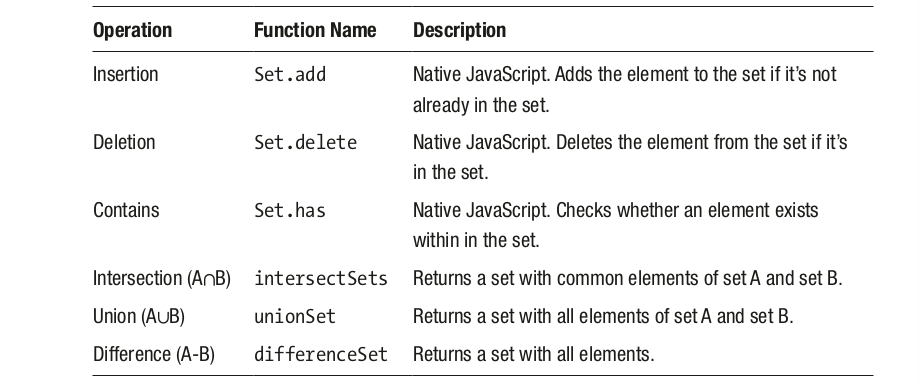 Operation Function Name Description
Insertion Set.add Native JavaScript. Adds the element to the set if it’s not
already in the set.
Deletion Set.delete Native JavaScript. Deletes the element from the set if it’s
in the set.
Contains Set.has Native JavaScript. Checks whether an element exists
within in the set.
Intersection (A∩B) intersectSets Returns a set with common elements of set A and set B.
Union (A∪B) unionSet Returns a set with all elements of set A and set B.
Difference (A-B) differenceSet Returns a set with all elements.